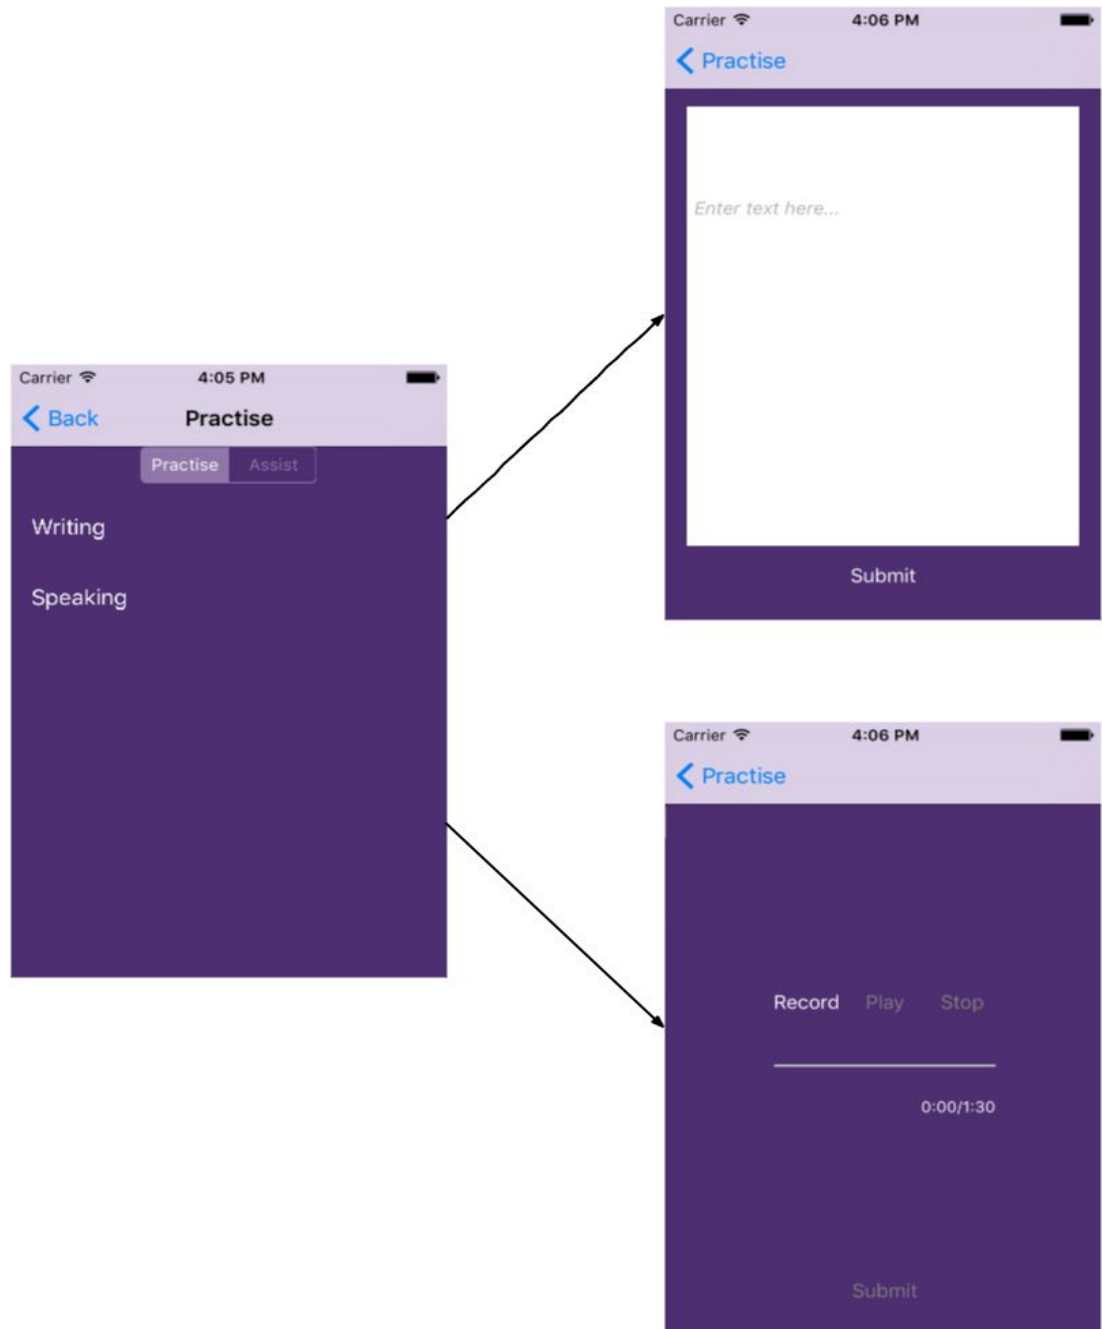 Carrier 4:05 PM
Back Practise
Practise Assist
Writing
Speaking
Carrier 4:06 PM
Practise
Enter text here...
Submit
Carrier 4:06 PM
Practise
Record Play Stop
0:00/1:30
Submit